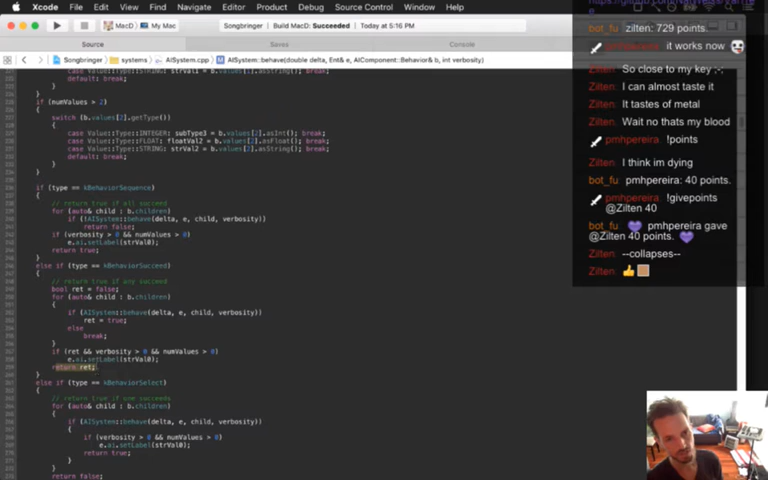 Xcode File Edit View Find Navigate Editor Product Debug Source Control Window Help
MacD My Mac
Songbringer | Build MacD: Succeeded | Today at 5:16 PM
Source
Saves
Console
Songbringer systems AISystem.cpp AISystem::behave(double delta, Ent& e, AIComponent::Behavior& b, int verbosity)
default: break;
}
}
if (numValues > 2)
{
switch (b.values[2].getType())
{
case Value::Type::INTEGER: subType3 = b.values[2].asInt(); break;
case Value::Type::FLOAT: floatVal2 = b.values[2].asFloat(); break;
case Value::Type::STRING: strVal2 = b.values[2].asString(); break;
default: break;
}
}
if (type == kBehaviorSequence)
{
// return true if all succeed
for (auto& child : b.children)
if (!AISystem::behave(delta, e, child, verbosity))
return false;
if (verbosity > 0 && numValues > 0)
e.ai.setLabel(strVal0);
return true;
}
else if (type == kBehaviorSucceed)
{
// return true if any succeed
bool ret = false;
for (auto& child : b.children)
{
if (AISystem::behave(delta, e, child, verbosity))
ret = true;
else
break;
}
if (ret && verbosity > 0 && numValues > 0)
e.ai.setLabel(strVal0);
return ret;
}
else if (type == kBehaviorSelect)
{
// return true if one succeeds
for (auto& child : b.children)
{
if (AISystem::behave(delta, e, child, verbosity))
{
if (verbosity > 0 && numValues > 0)
e.ai.setLabel(strVal0);
return true;
}
}
return false;
bot_fu zilten: 729 points.
pmhpereira: it works now
Zilten: So close to my key ;-;
Zilten: I can almost taste it
Zilten: It tastes of metal
Zilten: Wait no thats my blood
pmhpereira: !points
Zilten: I think im dying
bot_fu pmhpereira: 40 points.
pmhpereira: !givepoints
@Zilten 40
bot_fu 💜 pmhpereira gave
@Zilten 40 points. 💜
Zilten: --collapses--
Zilten: 👍